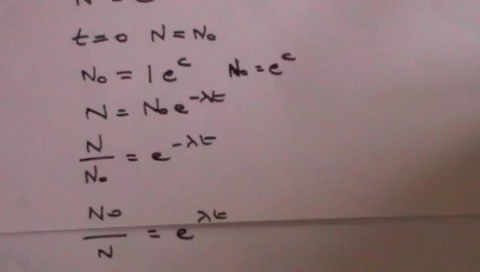 t=0 N=N₀
N₀ = 1e^c N₀ = e^c
N = N₀e^-λt
N/N₀ = e^-λt
N₀/N = e^λt